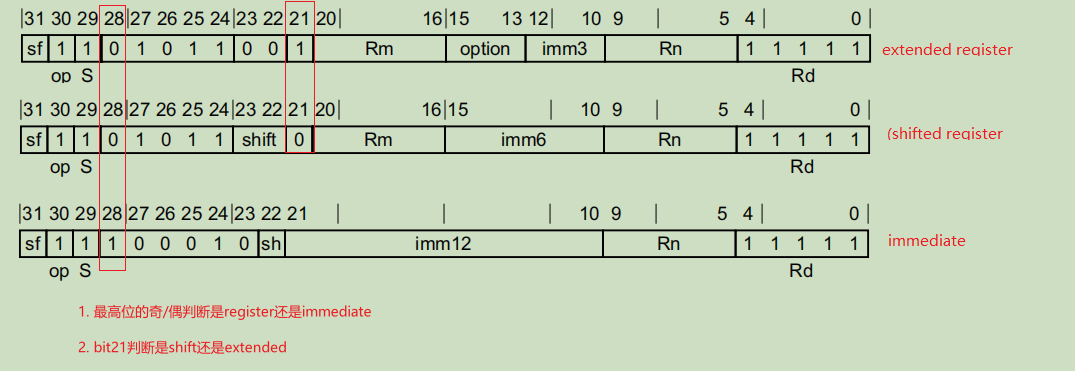 31 30 29 28 27 26 25 24 23 22 21 20 16 15 13 12 10 9 5 4 0
sf 1 1 0 1 0 1 1 0 0 1 Rm option imm3 Rn 1 1 1 1 1 extended register
op S Rd
31 30 29 28 27 26 25 24 23 22 21 20 16 15 10 9 5 4 0
sf 1 1 0 1 0 1 1 shift 0 Rm imm6 Rn 1 1 1 1 1 (shifted register
op S Rd
31 30 29 28 27 26 25 24 23 22 21 10 9 5 4 0
sf 1 1 1 0 0 0 1 0 sh imm12 Rn 1 1 1 1 1 immediate
op S Rd
1. 最高位的奇/偶判断是register还是immediate
2. bit21判断是shift还是extended